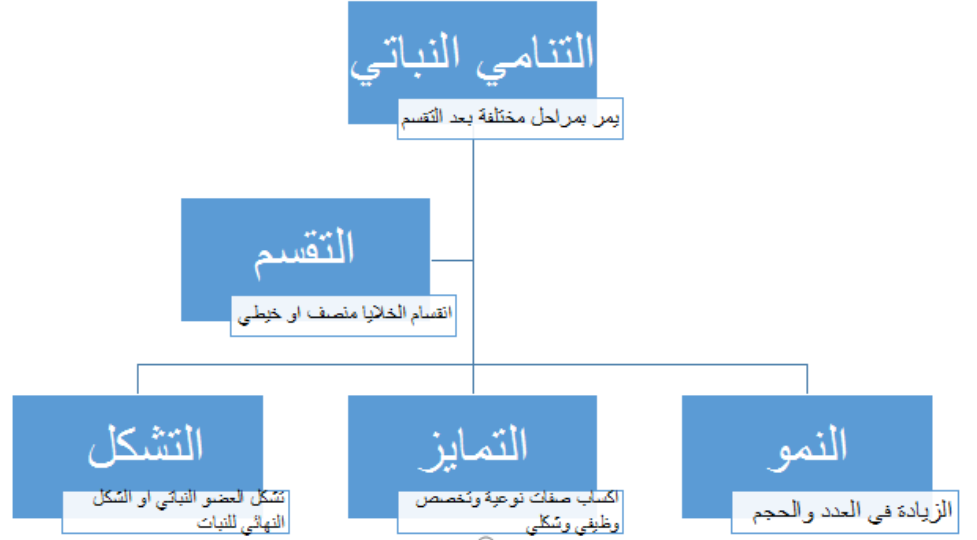 التنامي النباتي
يمر بمراحل مختلفة بعد التقسم
التقسم
انقسام الخلايا منصف او خيطي
النمو
الزيادة في العدد والحجم
التمايز
اكساب صفات نوعية وتخصص
وظيفي وشكلي
التشكل
تشكل العضو النباتي او الشكل
النهائي للنبات